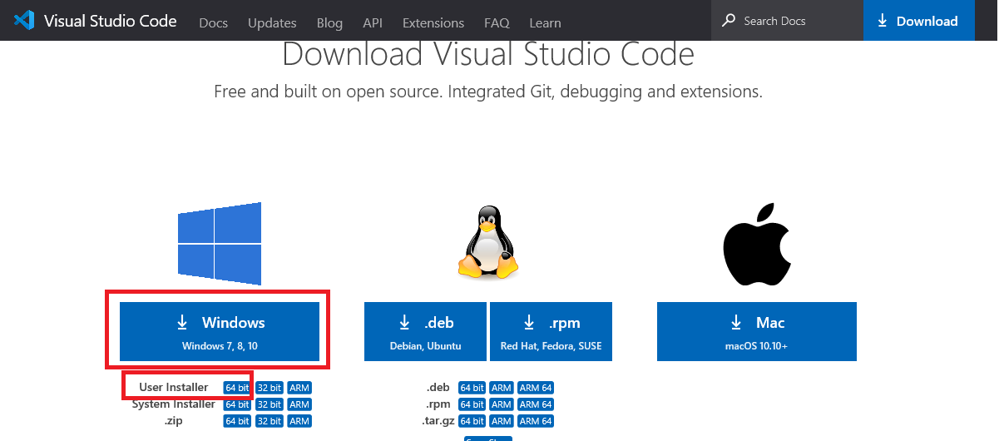 Visual Studio Code Docs Updates Blog API Extensions FAQ Learn Search Docs Download
Download Visual Studio Code
Free and built on open source. Integrated Git, debugging and extensions.
Windows
Windows 7, 8, 10
.deb
Debian, Ubuntu
.rpm
Red Hat, Fedora, SUSE
Mac
macOS 10.10+
User Installer 64 bit 32 bit ARM
System Installer 64 bit 32 bit ARM
.zip 64 bit 32 bit ARM
.deb 64 bit ARM ARM 64
.rpm 64 bit ARM ARM 64
.tar.gz 64 bit ARM ARM 64